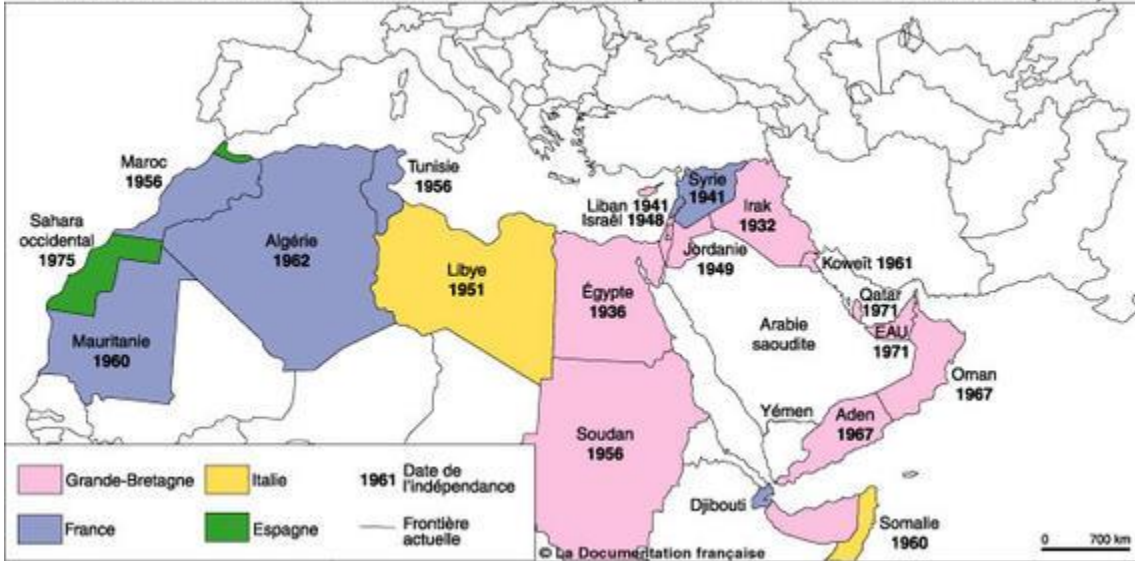 Maroc
1956
Tunisie
1956
Sahara
occidental
1975
Algérie
1962
Libye
1951
Mauritanie
1960
Liban 1941
Israël 1948
Syrie
1941
Irak
1932
Jordanie
1949
Koweït 1961
Égypte
1936
Qatar
1971
EAU
1971
Arabie
saoudite
Oman
1967
Yémen
Aden
1967
Soudan
1956
Djibouti
Somalie
1960
Grande-Bretagne
Italie
1961 Date de
l'indépendance
France
Espagne
Frontière
actuelle
© La Documentation française
0 700 km